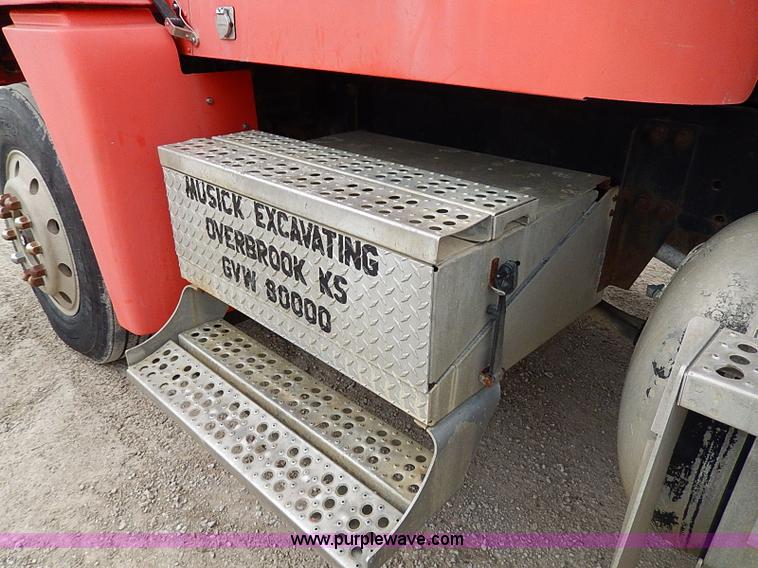 MUSICK EXCAVATING
OVERBROOK KS
GVW 80000
www.purplewave.com